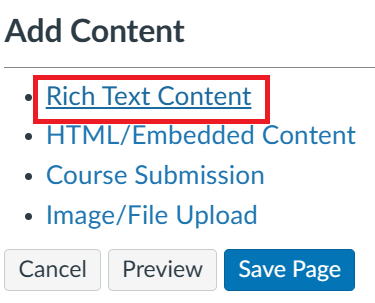 Add Content
Rich Text Content
HTML/Embedded Content
Course Submission
Image/File Upload
Cancel Preview Save Page